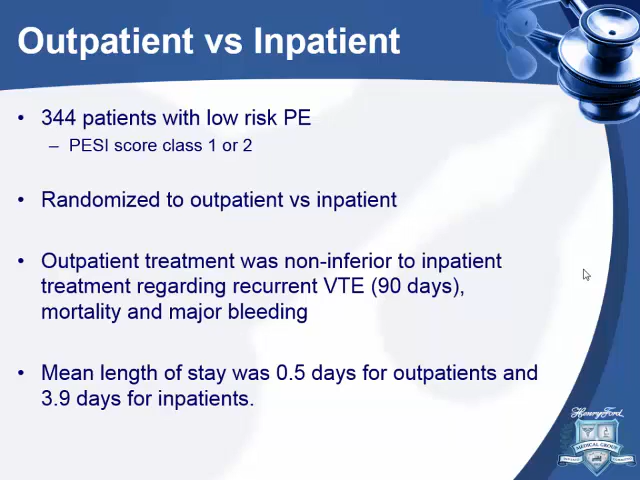 Outpatient vs Inpatient
• 344 patients with low risk PE
– PESI score class 1 or 2
• Randomized to outpatient vs inpatient
• Outpatient treatment was non-inferior to inpatient
treatment regarding recurrent VTE (90 days),
mortality and major bleeding
• Mean length of stay was 0.5 days for outpatients and
3.9 days for inpatients.
Henry Ford
MEDICAL GROUP